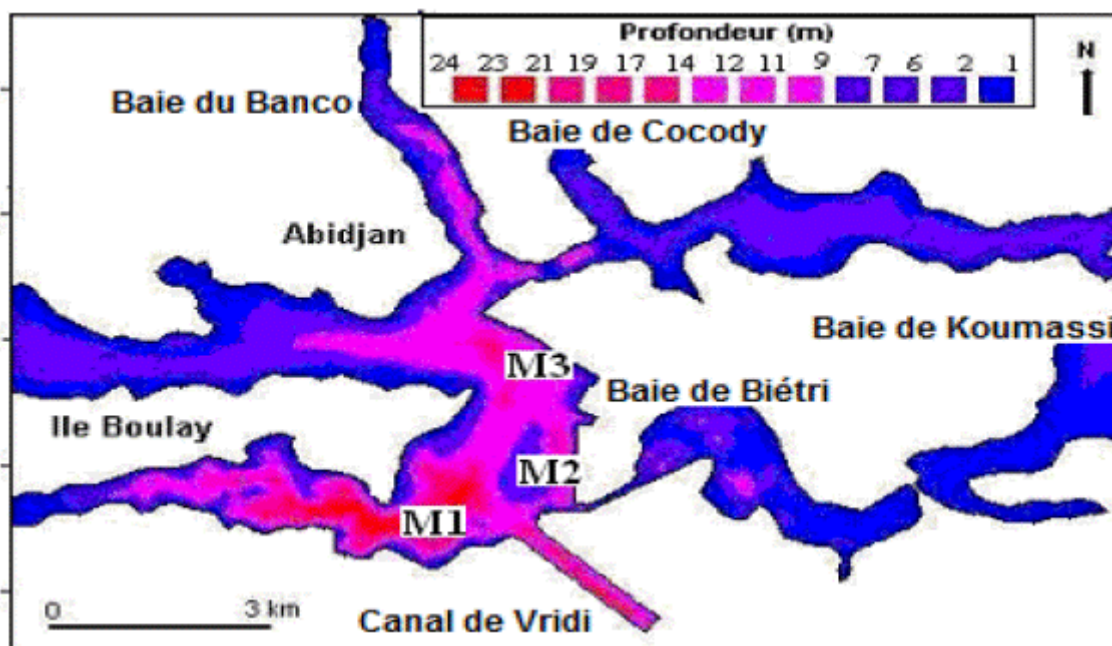 Profondeur (m)
24 23 21 19 17 14 12 11 9 7 6 2 1
N
Baie du Banco
Baie de Cocody
Abidjan
Baie de Koumassi
M3
Baie de Biétri
Ile Boulay
M2
M1
0 3 km
Canal de Vridi